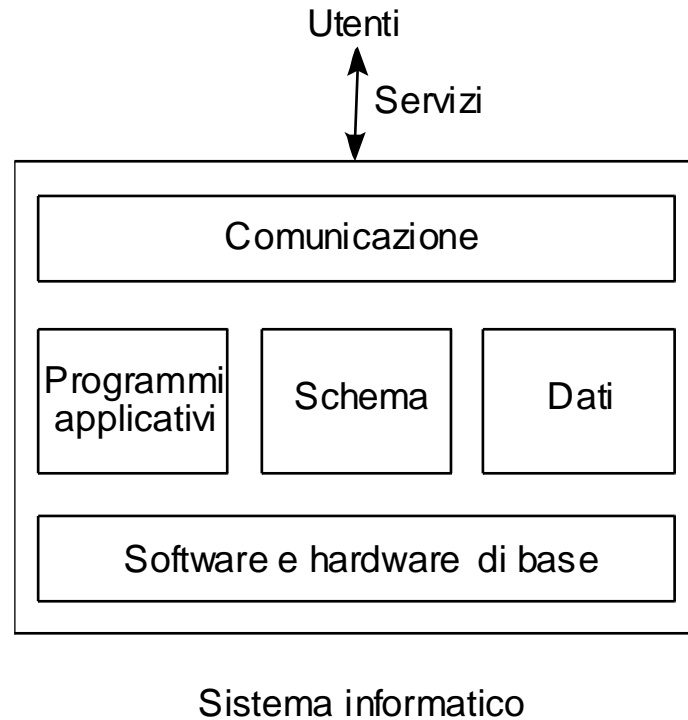 Utenti
Servizi
Comunicazione
Programmi
applicativi
Schema
Dati
Software e hardware di base
Sistema informatico